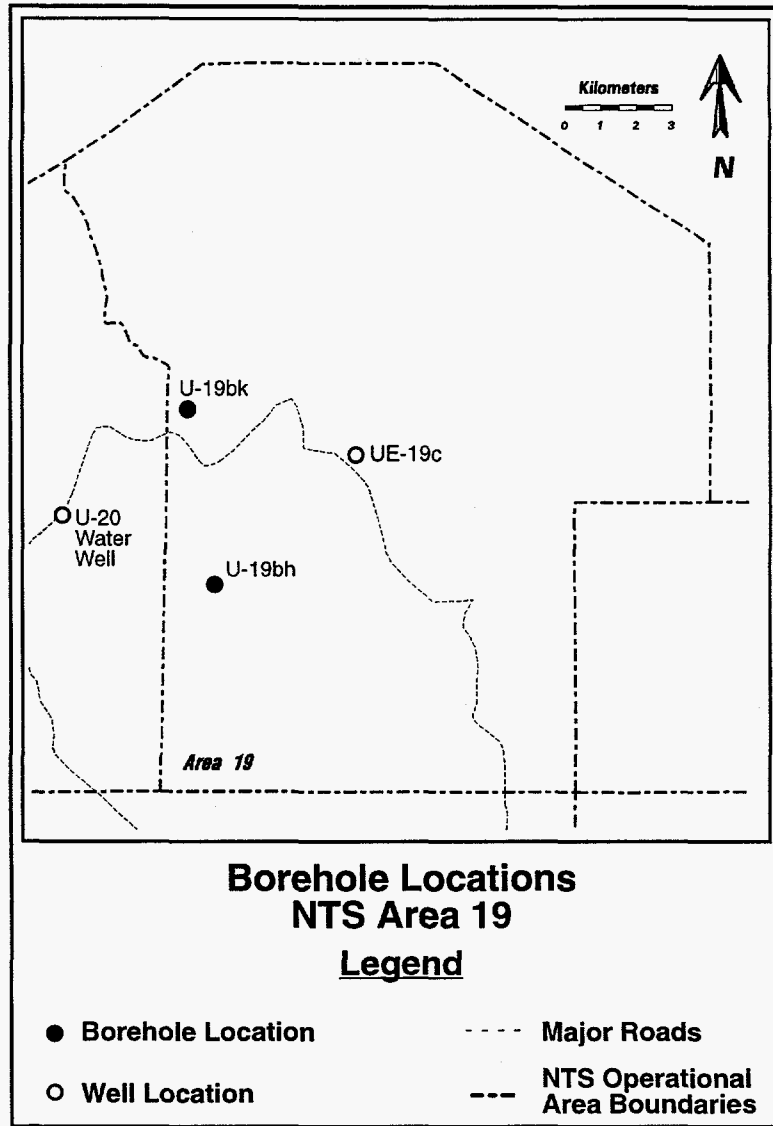 Kilometers
0 1 2 3
N
U-19bk
UE-19c
U-20
Water
Well
U-19bh
Area 19
Borehole Locations
NTS Area 19
Legend
Borehole Location
Major Roads
Well Location
NTS Operational
Area Boundaries